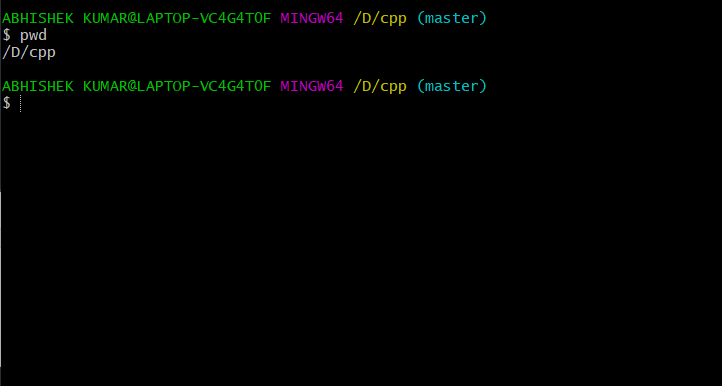 ABHISHEK KUMAR@LAPTOP-VC4G4T0F MINGW64 /D/cpp (master)
$ pwd
/D/cpp
ABHISHEK KUMAR@LAPTOP-VC4G4T0F MINGW64 /D/cpp (master)
$